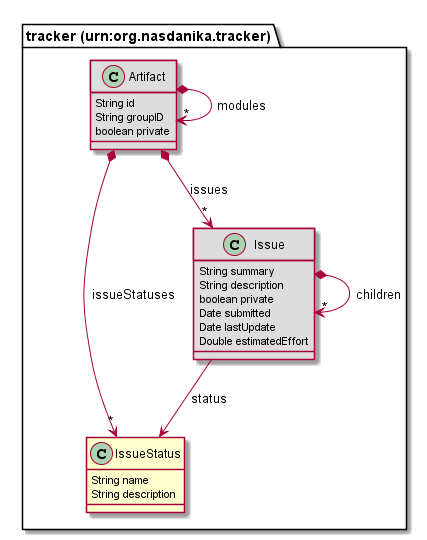 tracker (urn:org.nasdanika.tracker)
C Artifact
String id
String groupID
boolean private
modules
*
issues
*
C Issue
String summary
String description
boolean private
Date submitted
Date lastUpdate
Double estimatedEffort
children
*
issueStatuses
*
status
C IssueStatus
String name
String description